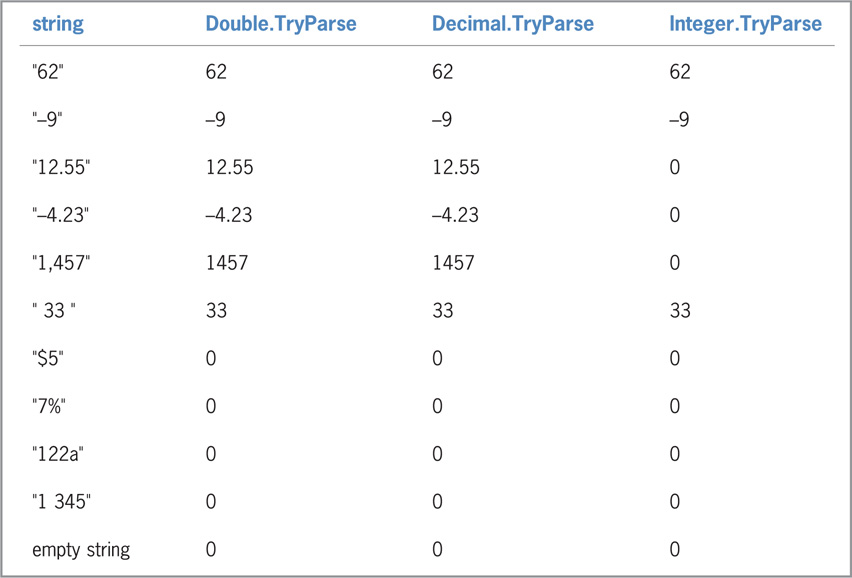 string Double.TryParse Decimal.TryParse Integer.TryParse
"62" 62 62 62
"–9" –9 –9 –9
"12.55" 12.55 12.55 0
"–4.23" –4.23 –4.23 0
"1,457" 1457 1457 0
" 33 " 33 33 33
"$5" 0 0 0
"7%" 0 0 0
"122a" 0 0 0
"1 345" 0 0 0
empty string 0 0 0